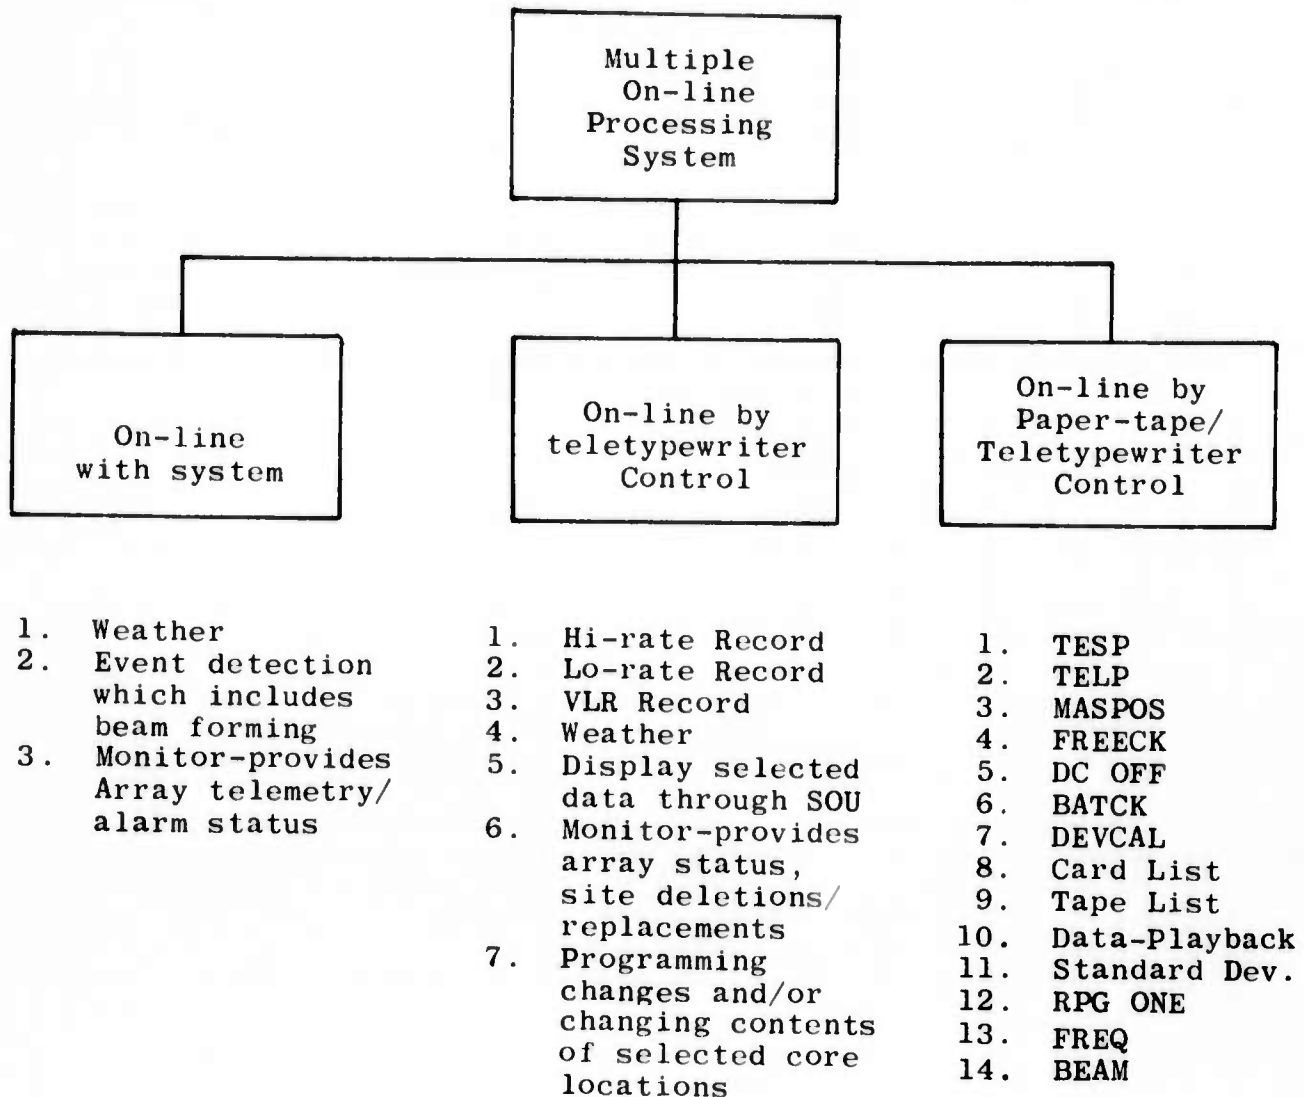 Multiple
On-line
Processing
System
On-line
with system
On-line by
teletypewriter
Control
On-line by
Paper-tape/
Teletypewriter
Control
1. Weather
2. Event detection
which includes
beam forming
3. Monitor-provides
Array telemetry/
alarm status
1. Hi-rate Record
2. Lo-rate Record
3. VLR Record
4. Weather
5. Display selected
data through SOU
6. Monitor-provides
array status,
site deletions/
replacements
7. Programming
changes and/or
changing contents
of selected core
locations
1. TESP
2. TELP
3. MASPOS
4. FREECK
5. DC OFF
6. BATCK
7. DEVCAL
8. Card List
9. Tape List
10. Data-Playback
11. Standard Dev.
12. RPG ONE
13. FREQ
14. BEAM